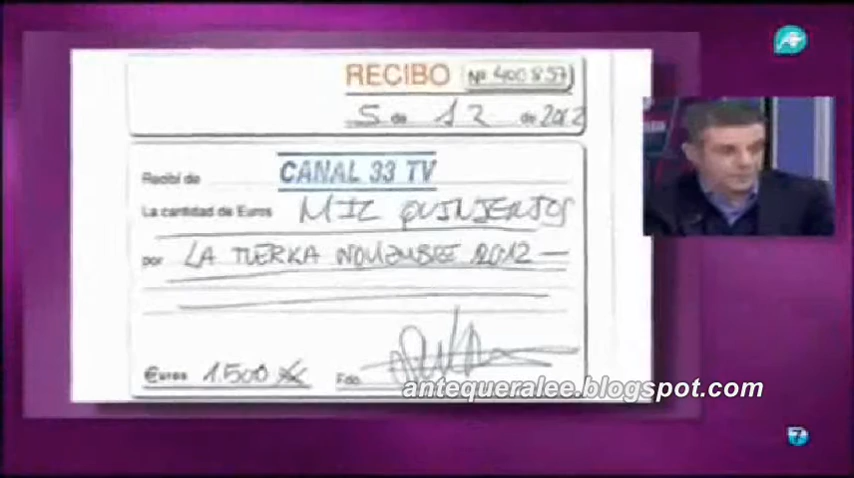 RECIBO Nº 400857
5 de 12 de 2012
Recibí de CANAL 33 TV
La cantidad de Euros MIL QUINIENTOS
por LA TUERKA NOVIEMBRE 2012
Euros 1.500 Fdo.
antequeralee.blogspot.com
7